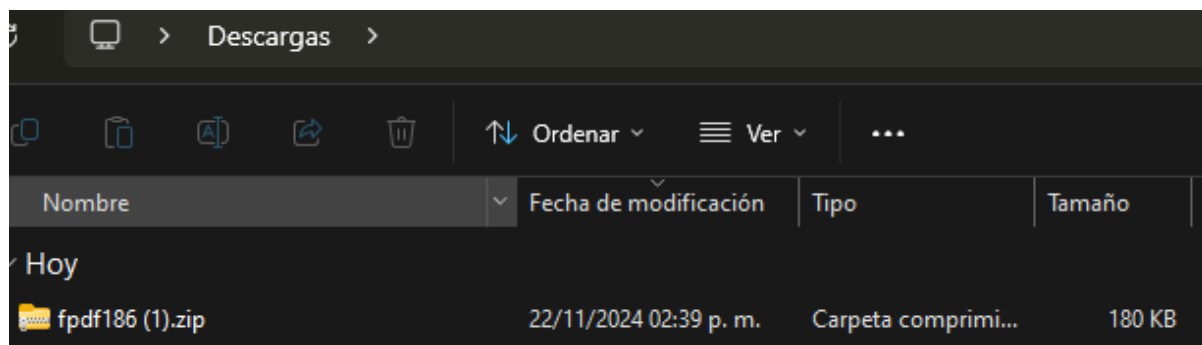 Descargas
Ordenar Ver
Nombre Fecha de modificación Tipo Tamaño
Hoy
fpdf186 (1).zip 22/11/2024 02:39 p. m. Carpeta comprimi... 180 KB